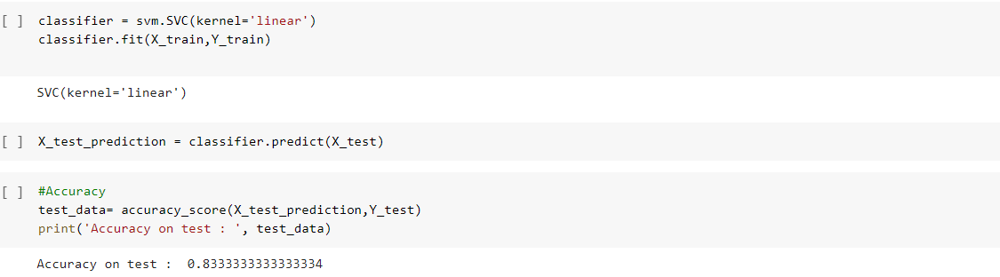 [ ] classifier = svm.SVC(kernel='linear')
classifier.fit(X_train,Y_train)
SVC(kernel='linear')
[ ] X_test_prediction = classifier.predict(X_test)
[ ] #Accuracy
test_data= accuracy_score(X_test_prediction,Y_test)
print('Accuracy on test : ', test_data)
Accuracy on test :  0.8333333333333334